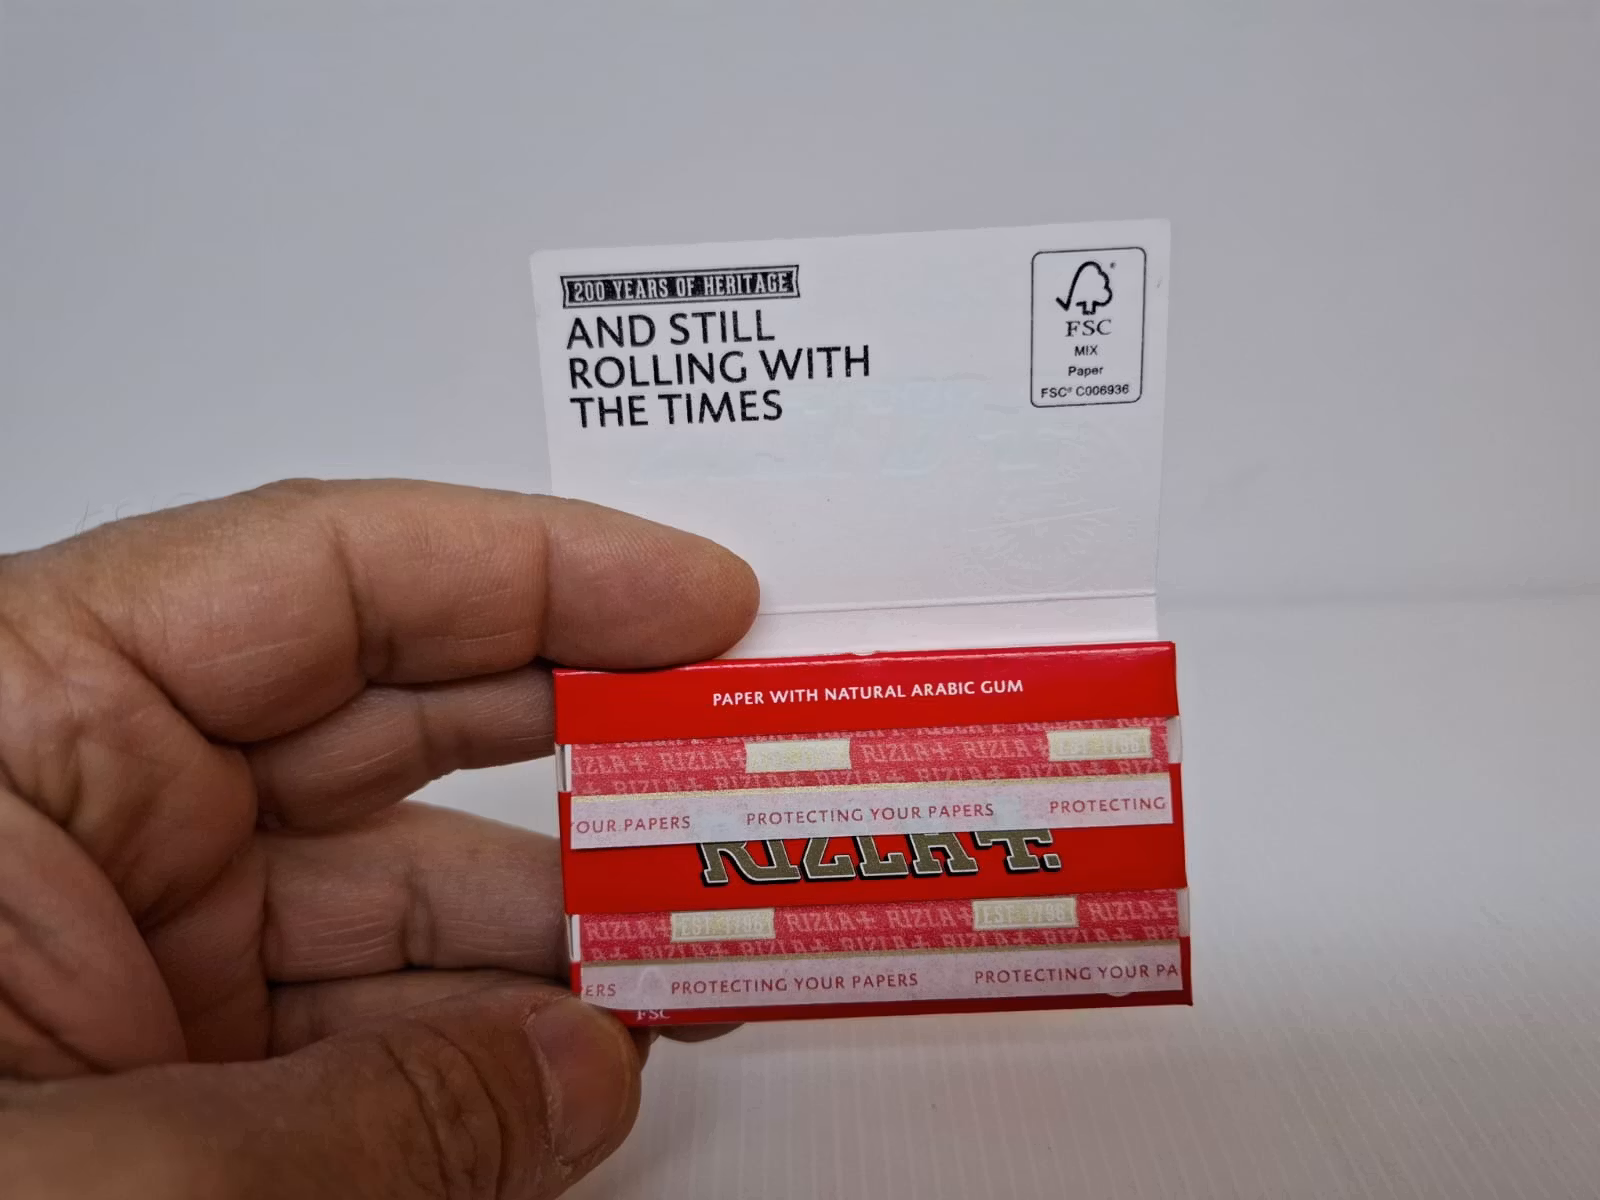 200 YEARS OF HERITAGE
AND STILL
ROLLING WITH
THE TIMES
FSC
MIX
Paper
FSC® C006936
PAPER WITH NATURAL ARABIC GUM
RIZLA+ RIZLA+ RIZLA EST. 1796
OUR PAPERS PROTECTING YOUR PAPERS PROTECTING
RIZLA+.
EST. 1796 RIZLA+ RIZLA+ EST. 1796 RIZLA+
ERS PROTECTING YOUR PAPERS PROTECTING YOUR PA
FSC